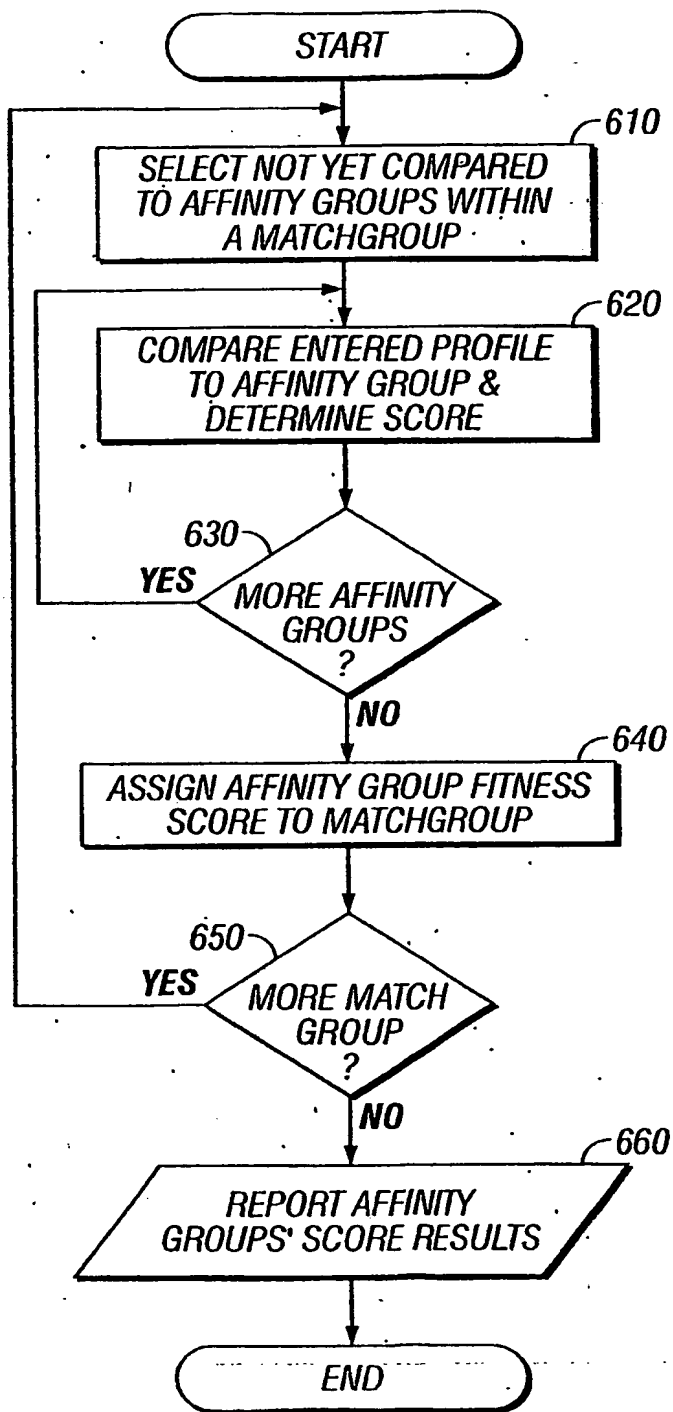 START
610
SELECT NOT YET COMPARED
TO AFFINITY GROUPS WITHIN
A MATCHGROUP
620
COMPARE ENTERED PROFILE
TO AFFINITY GROUP &
DETERMINE SCORE
630
YES
MORE AFFINITY
GROUPS
?
NO
640
ASSIGN AFFINITY GROUP FITNESS
SCORE TO MATCHGROUP
650
YES
MORE MATCH
GROUP
?
NO
660
REPORT AFFINITY
GROUPS' SCORE RESULTS
END